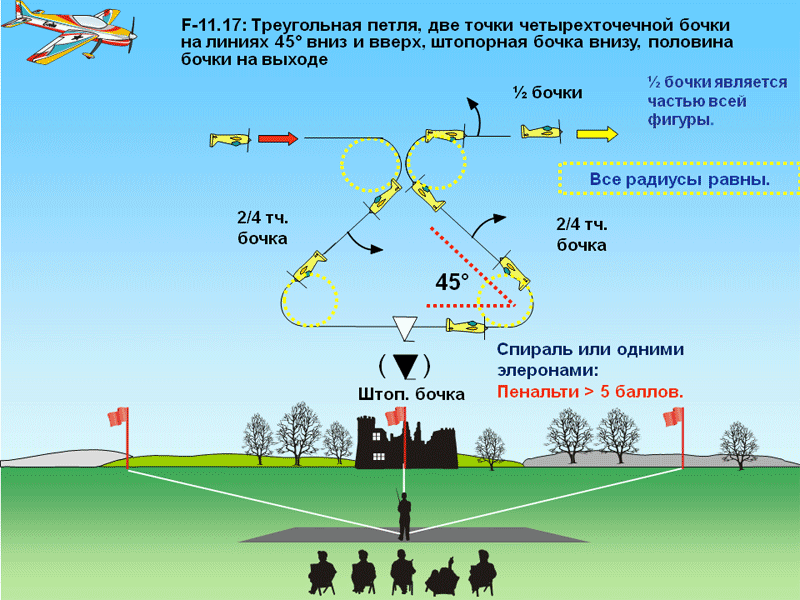 F-11.17: Треугольная петля, две точки четырехточечной бочки
на линиях 45° вниз и вверх, штопорная бочка внизу, половина
бочки на выходе
½ бочки
½ бочки является
частью всей
фигуры.
Все радиусы равны.
2/4 тч.
бочка
2/4 тч.
бочка
45°
( )
Штоп. бочка
Спираль или одними
элеронами:
Пенальти > 5 баллов.